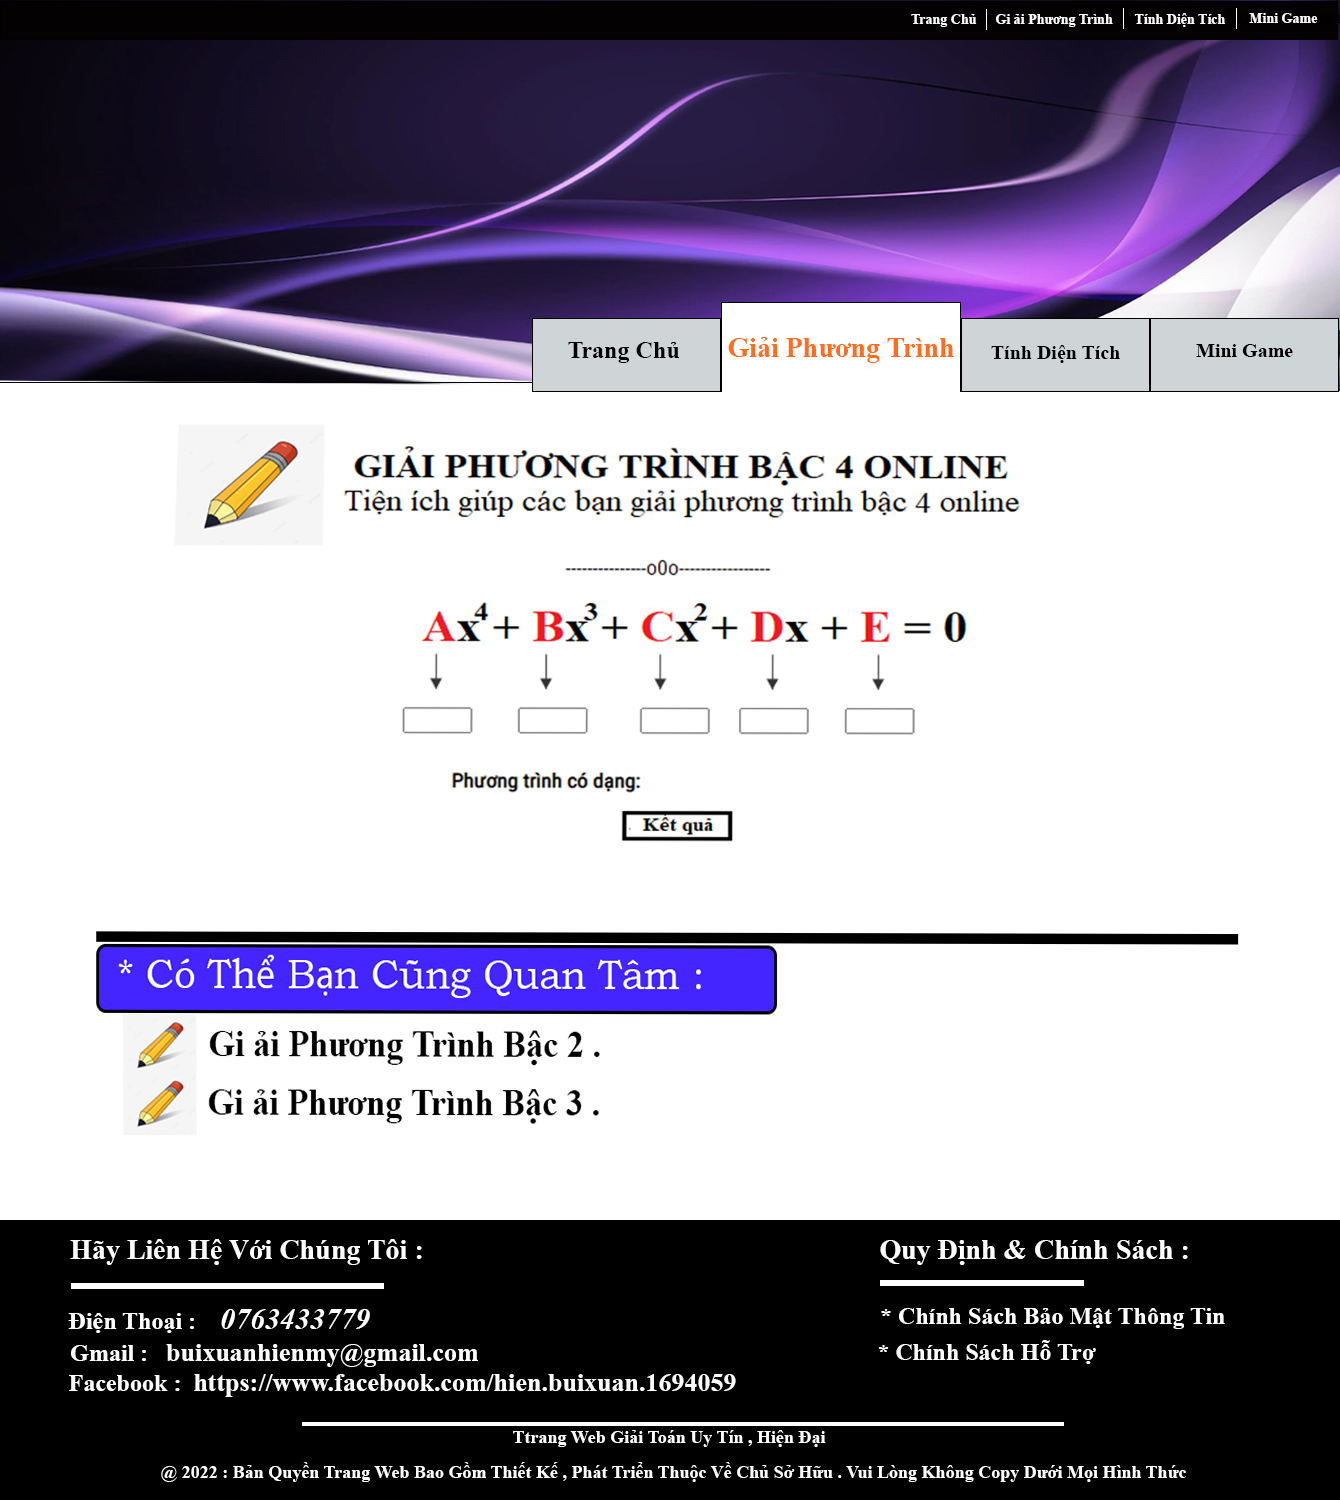 Trang Chủ Gi ải Phương Trình Tính Diện Tích Mini Game
Trang Chủ Giải Phương Trình Tính Diện Tích Mini Game
GIẢI PHƯƠNG TRÌNH BẬC 4 ONLINE
Tiện ích giúp các bạn giải phương trình bậc 4 online
---------------o0o-----------------
Ax⁴ + Bx³ + Cx² + Dx + E = 0
Phương trình có dạng:
Kết quả
* Có Thể Bạn Cũng Quan Tâm :
Gi ải Phương Trình Bậc 2 .
Gi ải Phương Trình Bậc 3 .
Hãy Liên Hệ Với Chúng Tôi :
Điện Thoại : 0763433779
Gmail : buixuanhienmy@gmail.com
Facebook : https://www.facebook.com/hien.buixuan.1694059
Quy Định & Chính Sách :
* Chính Sách Bảo Mật Thông Tin
* Chính Sách Hỗ Trợ
Ttrang Web Giải Toán Uy Tín , Hiện Đại
@ 2022 : Bản Quyền Trang Web Bao Gồm Thiết Kế , Phát Triển Thuộc Về Chủ Sở Hữu . Vui Lòng Không Copy Dưới Mọi Hình Thức